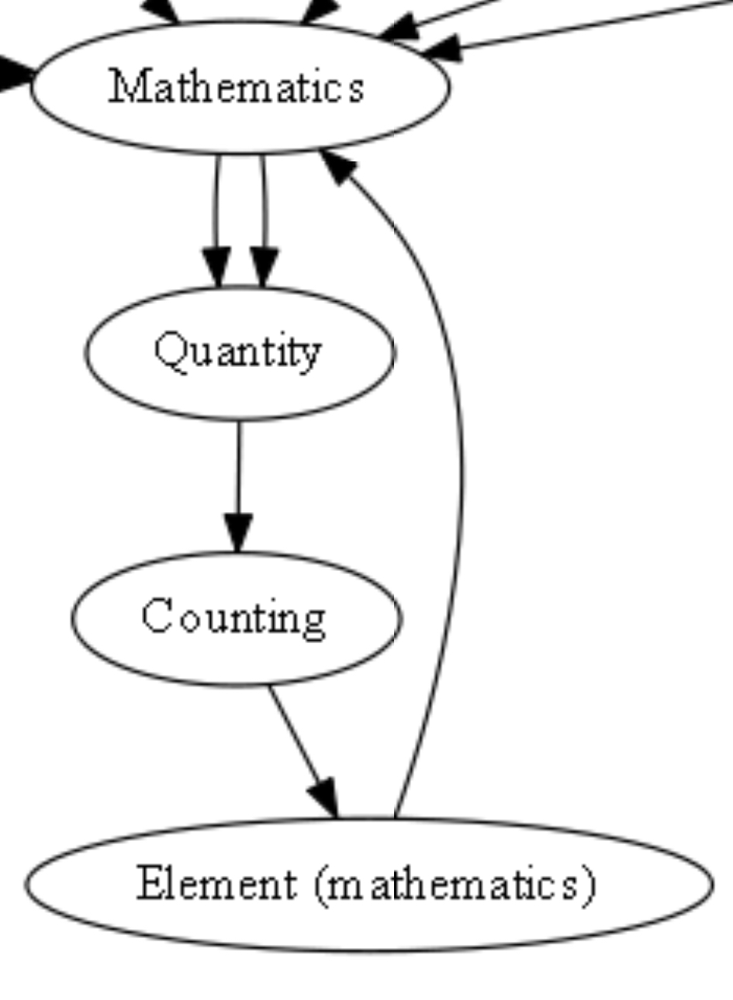 Mathematics
Quantity
Counting
Element (mathematics)